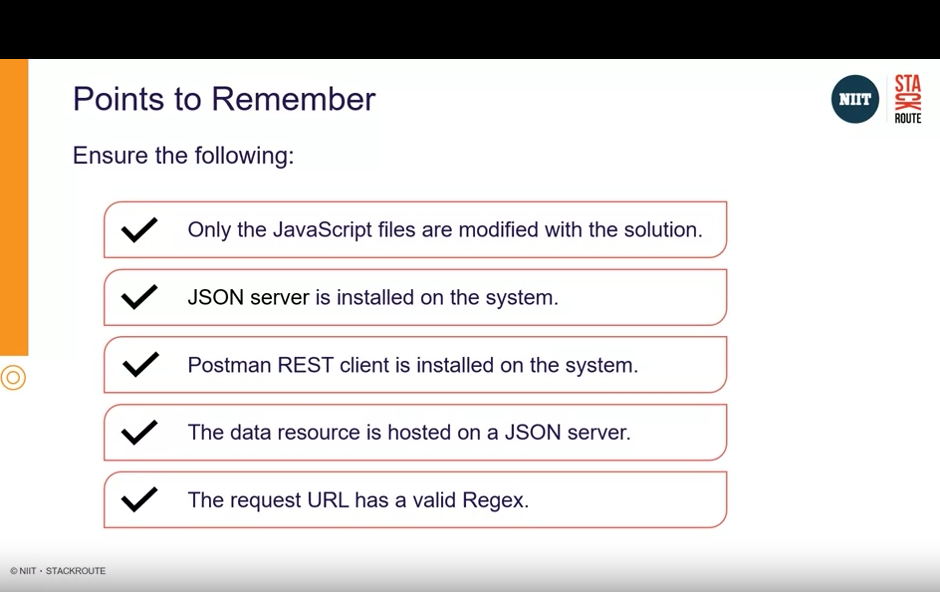 Points to Remember
NIIT
STA
CK
ROUTE
Ensure the following:
Only the JavaScript files are modified with the solution.
JSON server is installed on the system.
Postman REST client is installed on the system.
The data resource is hosted on a JSON server.
The request URL has a valid Regex.
© NIIT - STACKROUTE